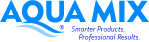 AQUA MIX®
Smarter Products.
Professional Results.